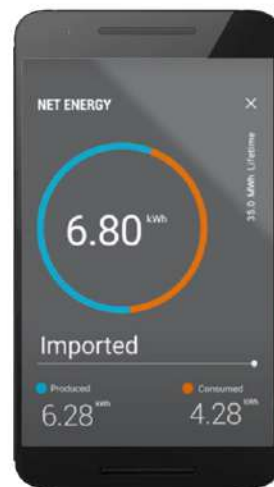 NET ENERGY ×
35.0 MWh Lifetime
6.80 kWh
Imported
Produced Consumed
6.28 kWh 4.28 kWh